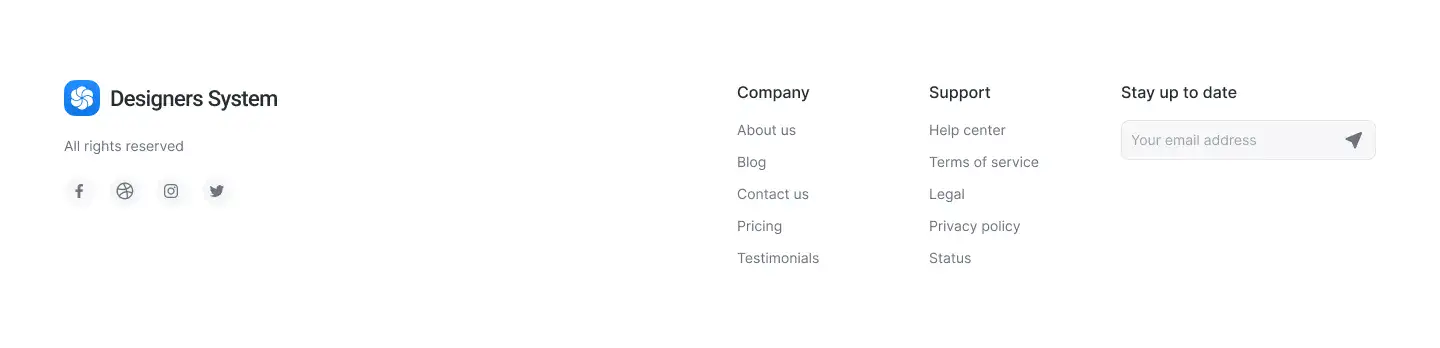 Designers System
All rights reserved
Company
About us
Blog
Contact us
Pricing
Testimonials
Support
Help center
Terms of service
Legal
Privacy policy
Status
Stay up to date
Your email address